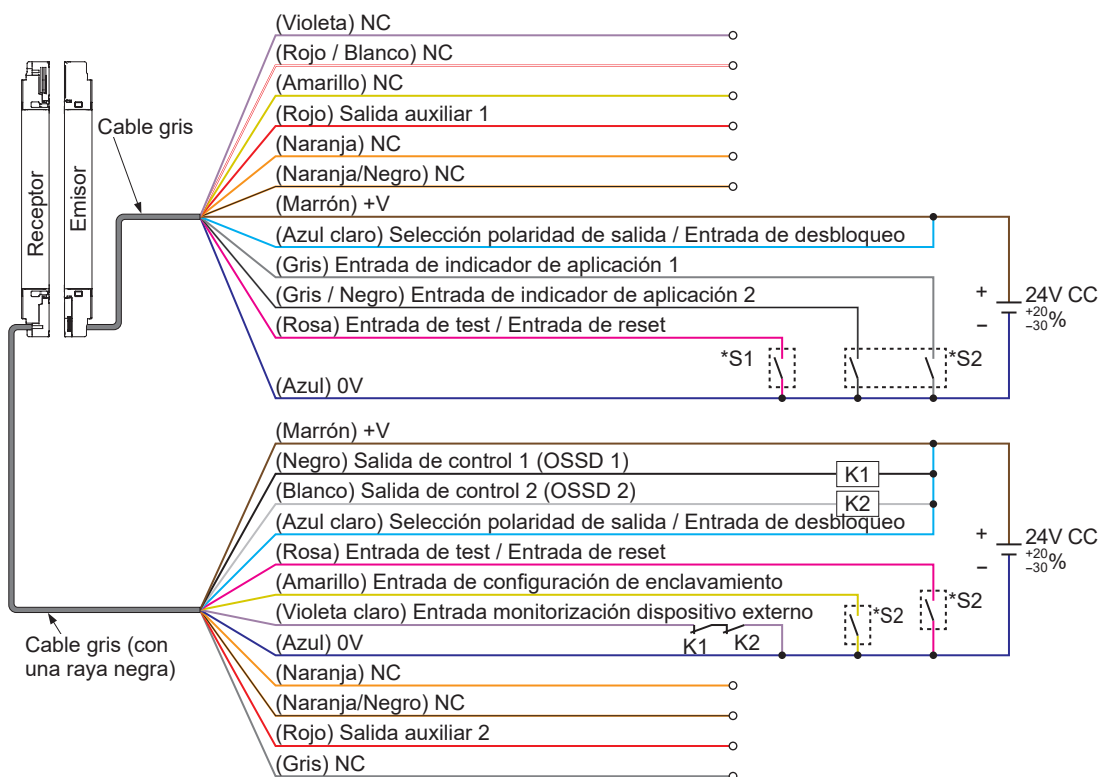 (Violeta) NC
(Rojo / Blanco) NC
(Amarillo) NC
(Rojo) Salida auxiliar 1
(Naranja) NC
(Naranja/Negro) NC
(Marrón) +V
(Azul claro) Selección polaridad de salida / Entrada de desbloqueo
(Gris) Entrada de indicador de aplicación 1
(Gris / Negro) Entrada de indicador de aplicación 2
(Rosa) Entrada de test / Entrada de reset
(Azul) 0V
Cable gris
Receptor
Emisor
*S1
*S2
+
−
24V CC
+20
−30 %
(Marrón) +V
(Negro) Salida de control 1 (OSSD 1)
K1
(Blanco) Salida de control 2 (OSSD 2)
K2
(Azul claro) Selección polaridad de salida / Entrada de desbloqueo
(Rosa) Entrada de test / Entrada de reset
(Amarillo) Entrada de configuración de enclavamiento
(Violeta claro) Entrada monitorización dispositivo externo
K1
K2
(Azul) 0V
*S2
*S2
+
−
24V CC
+20
−30 %
(Naranja) NC
(Naranja/Negro) NC
(Rojo) Salida auxiliar 2
(Gris) NC
Cable gris (con
una raya negra)